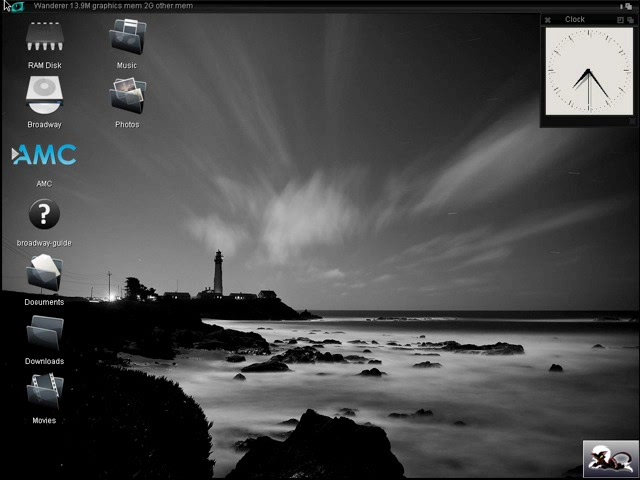 Wanderer 13.9M graphics mem 2G other mem
Clock
RAM Disk
Music
Broadway
Photos
AMC
AMC
?
broadway-guide
Documents
Downloads
Movies